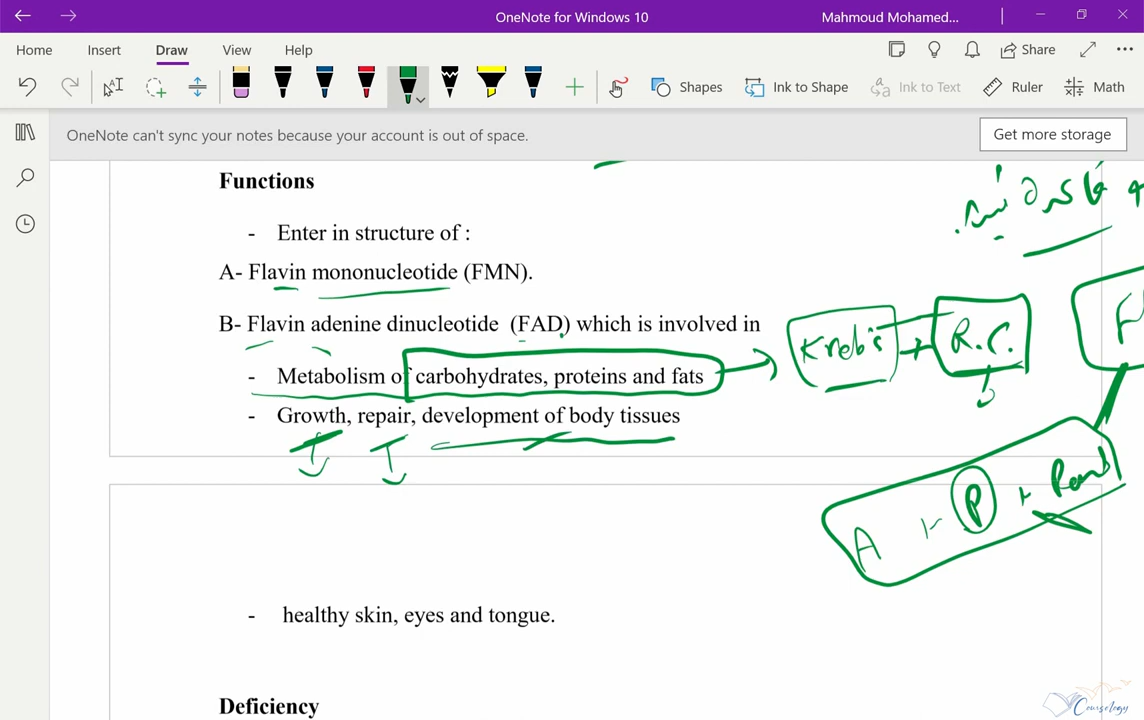 OneNote for Windows 10
Mahmoud Mohamed...
Home Insert Draw View Help Share
Shapes Ink to Shape Ink to Text Ruler Math
OneNote can't sync your notes because your account is out of space. Get more storage
Functions
- Enter in structure of :
A- Flavin mononucleotide (FMN).
B- Flavin adenine dinucleotide (FAD) which is involved in
Kreb's + R.C.
F
- Metabolism of carbohydrates, proteins and fats
- Growth, repair, development of body tissues
A + P +
- healthy skin, eyes and tongue.
Deficiency
Courselogy